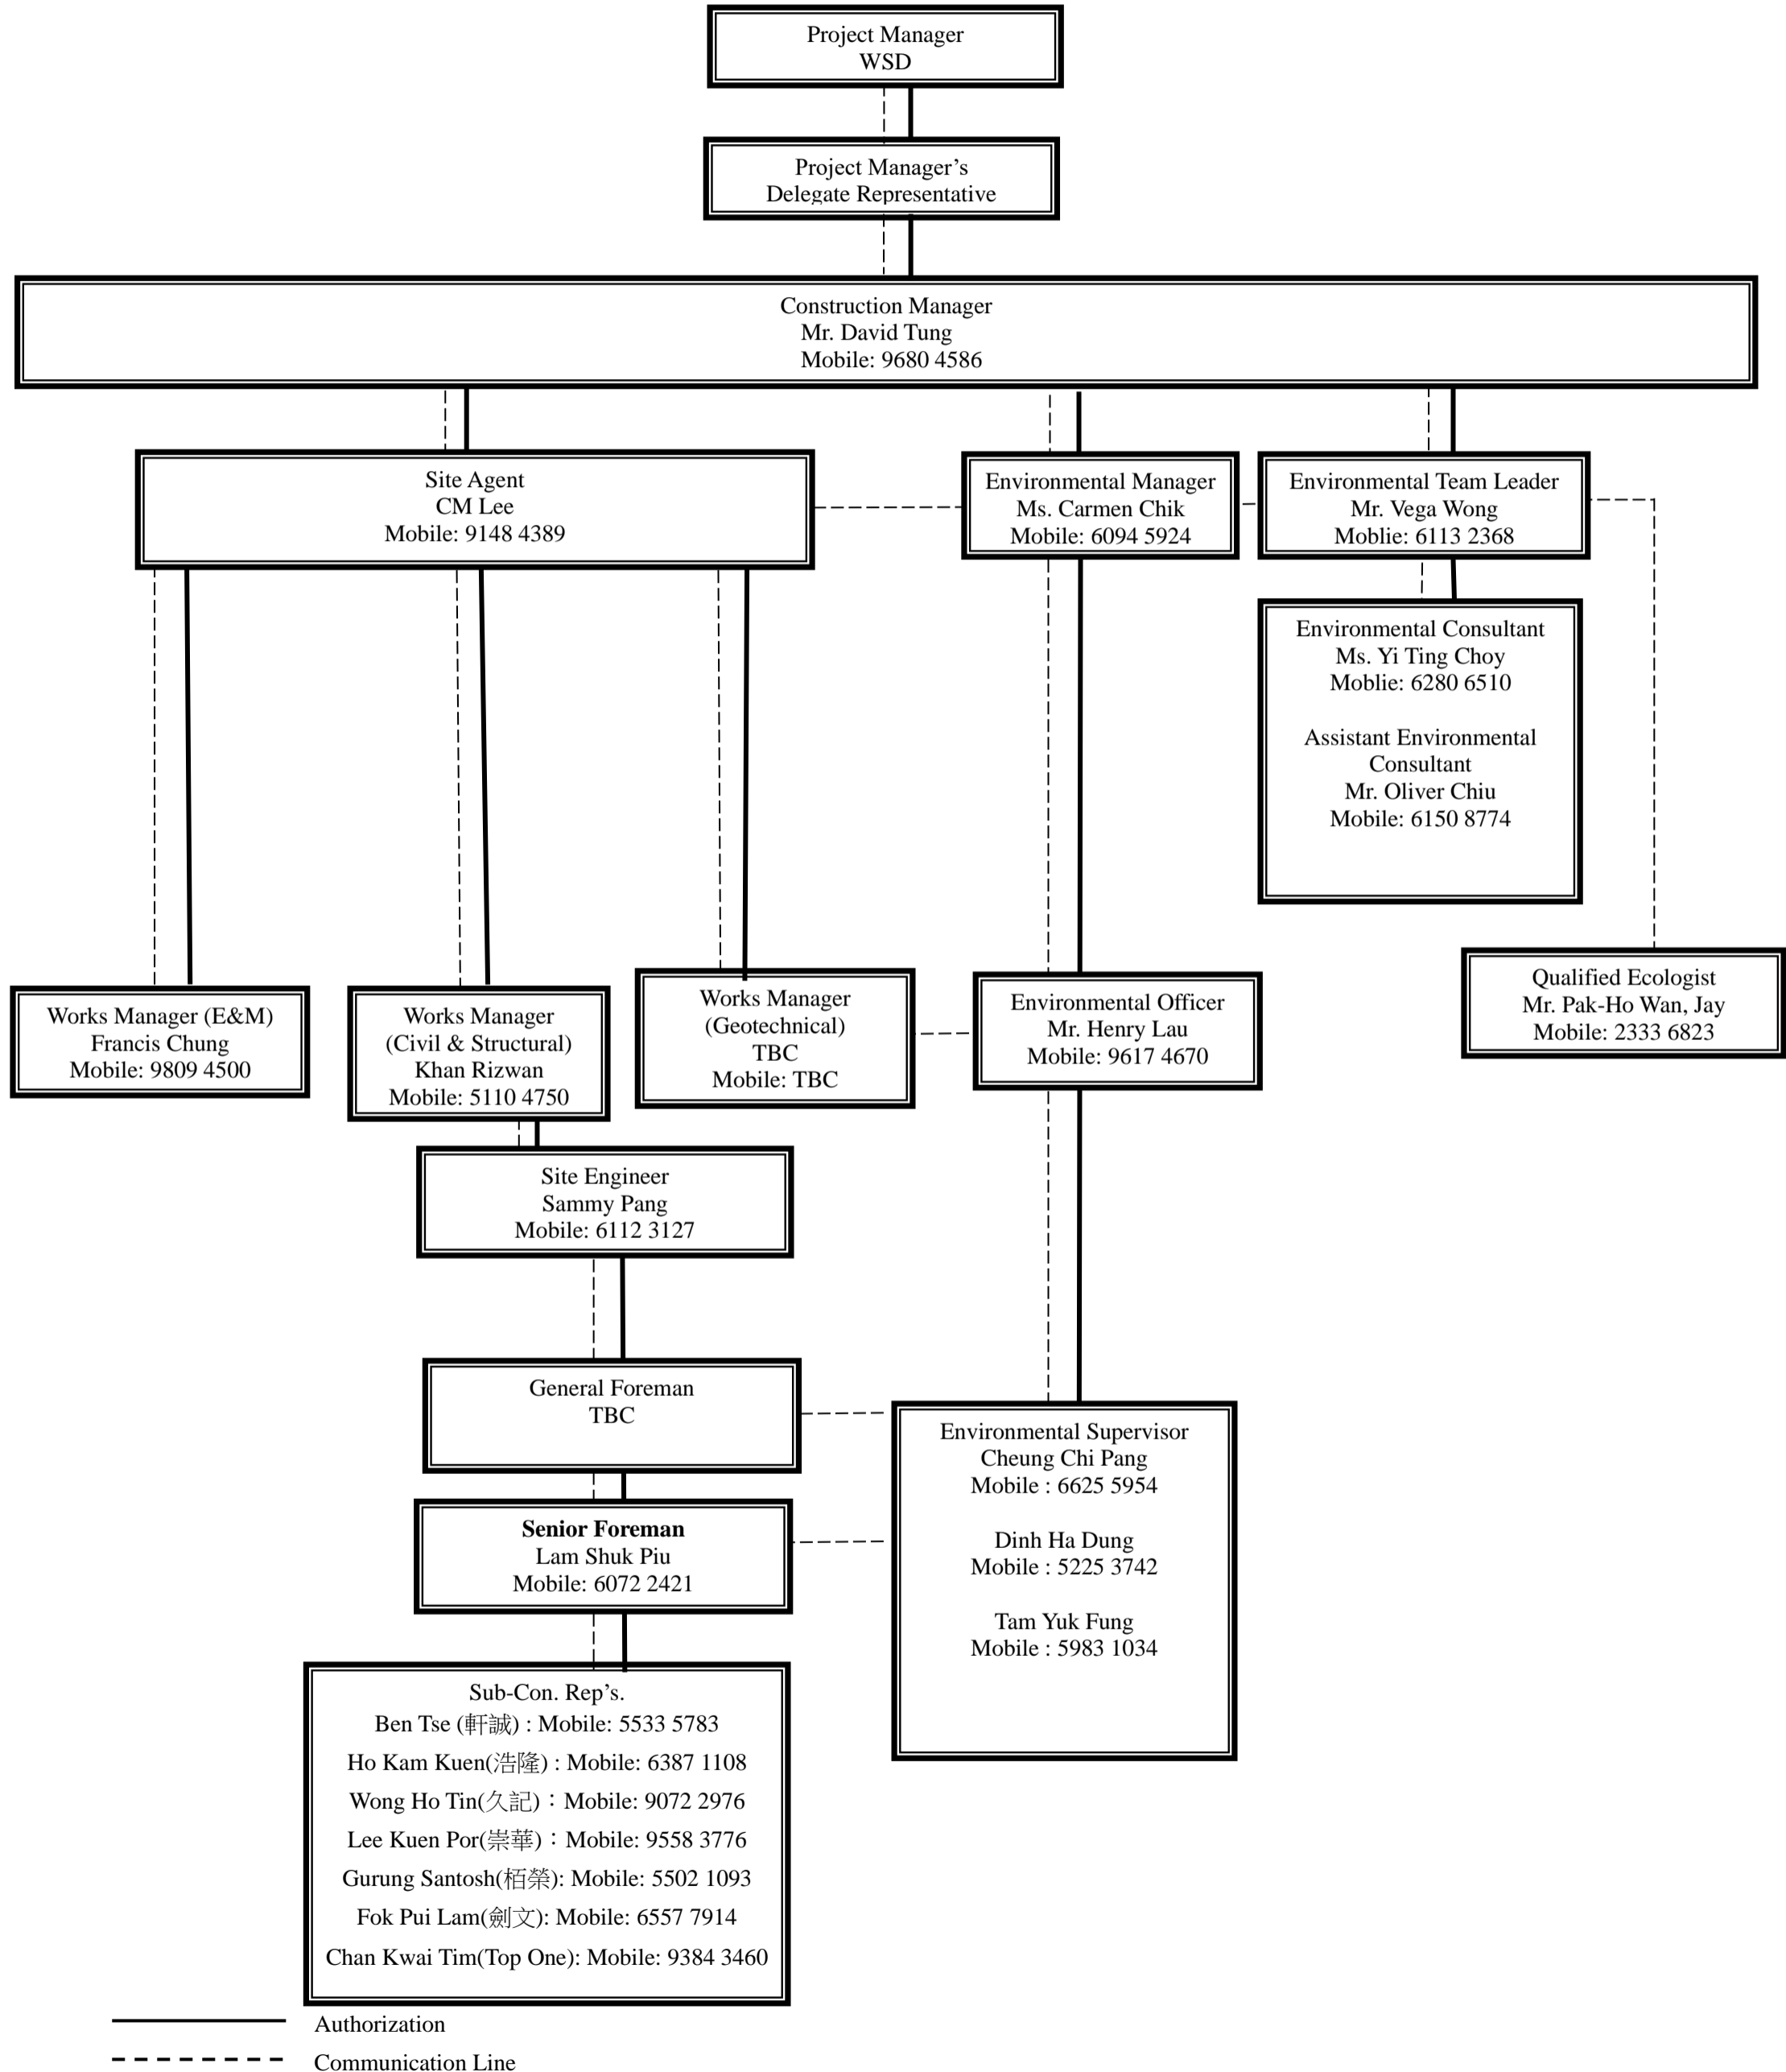 Project Manager
WSD
Project Manager’s
Delegate Representative
Construction Manager
Mr. David Tung
Mobile: 9680 4586
Site Agent
CM Lee
Mobile: 9148 4389
Environmental Manager
Ms. Carmen Chik
Mobile: 6094 5924
Environmental Team Leader
Mr. Vega Wong
Moblie: 6113 2368
Environmental Consultant
Ms. Yi Ting Choy
Moblie: 6280 6510
Assistant Environmental
Consultant
Mr. Oliver Chiu
Mobile: 6150 8774
Works Manager (E&M)
Francis Chung
Mobile: 9809 4500
Works Manager
(Civil & Structural)
Khan Rizwan
Mobile: 5110 4750
Works Manager
(Geotechnical)
TBC
Mobile: TBC
Environmental Officer
Mr. Henry Lau
Mobile: 9617 4670
Qualified Ecologist
Mr. Pak-Ho Wan, Jay
Mobile: 2333 6823
Site Engineer
Sammy Pang
Mobile: 6112 3127
General Foreman
TBC
Environmental Supervisor
Cheung Chi Pang
Mobile : 6625 5954
Dinh Ha Dung
Mobile : 5225 3742
Tam Yuk Fung
Mobile : 5983 1034
Senior Foreman
Lam Shuk Piu
Mobile: 6072 2421
Sub-Con. Rep’s.
Ben Tse (軒誠) : Mobile: 5533 5783
Ho Kam Kuen(浩隆) : Mobile: 6387 1108
Wong Ho Tin(久記)：Mobile: 9072 2976
Lee Kuen Por(崇華)：Mobile: 9558 3776
Gurung Santosh(栢榮): Mobile: 5502 1093
Fok Pui Lam(劍文): Mobile: 6557 7914
Chan Kwai Tim(Top One): Mobile: 9384 3460
Authorization
Communication Line